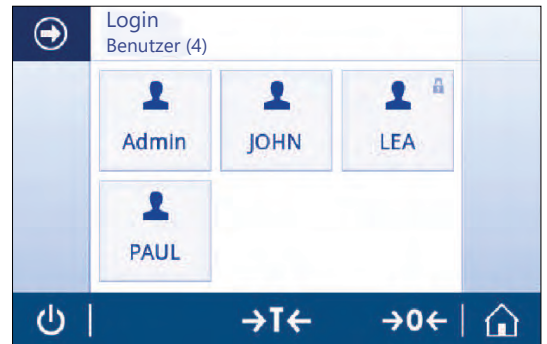 Login
Benutzer (4)
Admin JOHN LEA
PAUL
→T← →0←